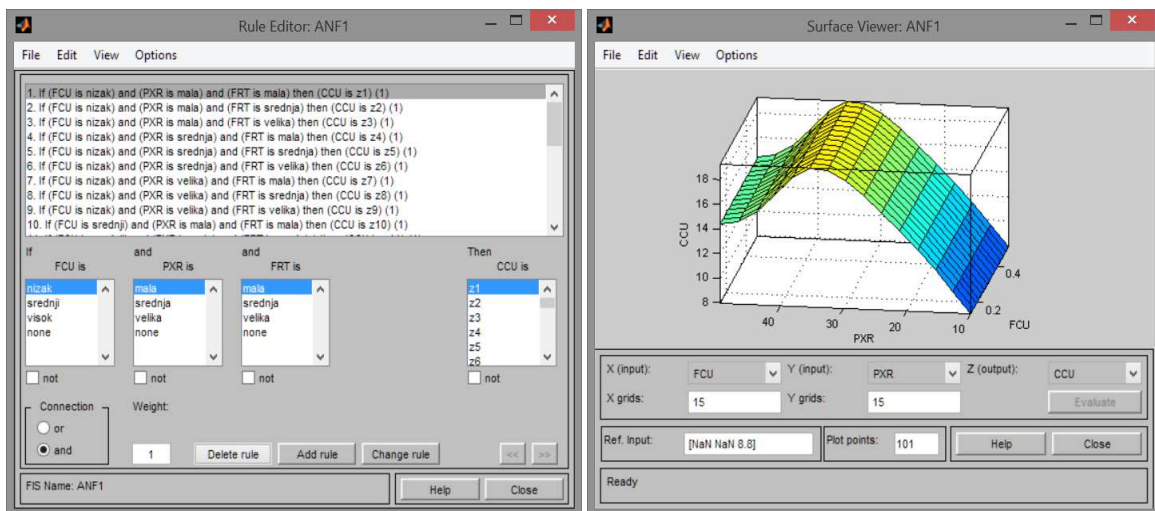 Rule Editor: ANF1
File Edit View Options
1. If (FCU is nizak) and (PXR is mala) and (FRT is mala) then (CCU is z1) (1)
2. If (FCU is nizak) and (PXR is mala) and (FRT is srednja) then (CCU is z2) (1)
3. If (FCU is nizak) and (PXR is mala) and (FRT is velika) then (CCU is z3) (1)
4. If (FCU is nizak) and (PXR is srednja) and (FRT is mala) then (CCU is z4) (1)
5. If (FCU is nizak) and (PXR is srednja) and (FRT is srednja) then (CCU is z5) (1)
6. If (FCU is nizak) and (PXR is srednja) and (FRT is velika) then (CCU is z6) (1)
7. If (FCU is nizak) and (PXR is velika) and (FRT is mala) then (CCU is z7) (1)
8. If (FCU is nizak) and (PXR is velika) and (FRT is srednja) then (CCU is z8) (1)
9. If (FCU is nizak) and (PXR is velika) and (FRT is velika) then (CCU is z9) (1)
10. If (FCU is srednji) and (PXR is mala) and (FRT is mala) then (CCU is z10) (1)
If and and Then
FCU is PXR is FRT is CCU is
nizak mala mala z1
srednji srednja srednja z2
visok velika velika z3
none none none z4
z5
z6
not not not not
Connection Weight:
or
and 1 Delete rule Add rule Change rule << >>
FIS Name: ANF1 Help Close
Surface Viewer: ANF1
File Edit View Options
18
16
14
12
10
8
CCU
40 30 20 10
PXR
0.2 0.4
FCU
X (input): FCU Y (input): PXR Z (output): CCU
X grids: 15 Y grids: 15 Evaluate
Ref. Input: [NaN NaN 8.8] Plot points: 101 Help Close
Ready